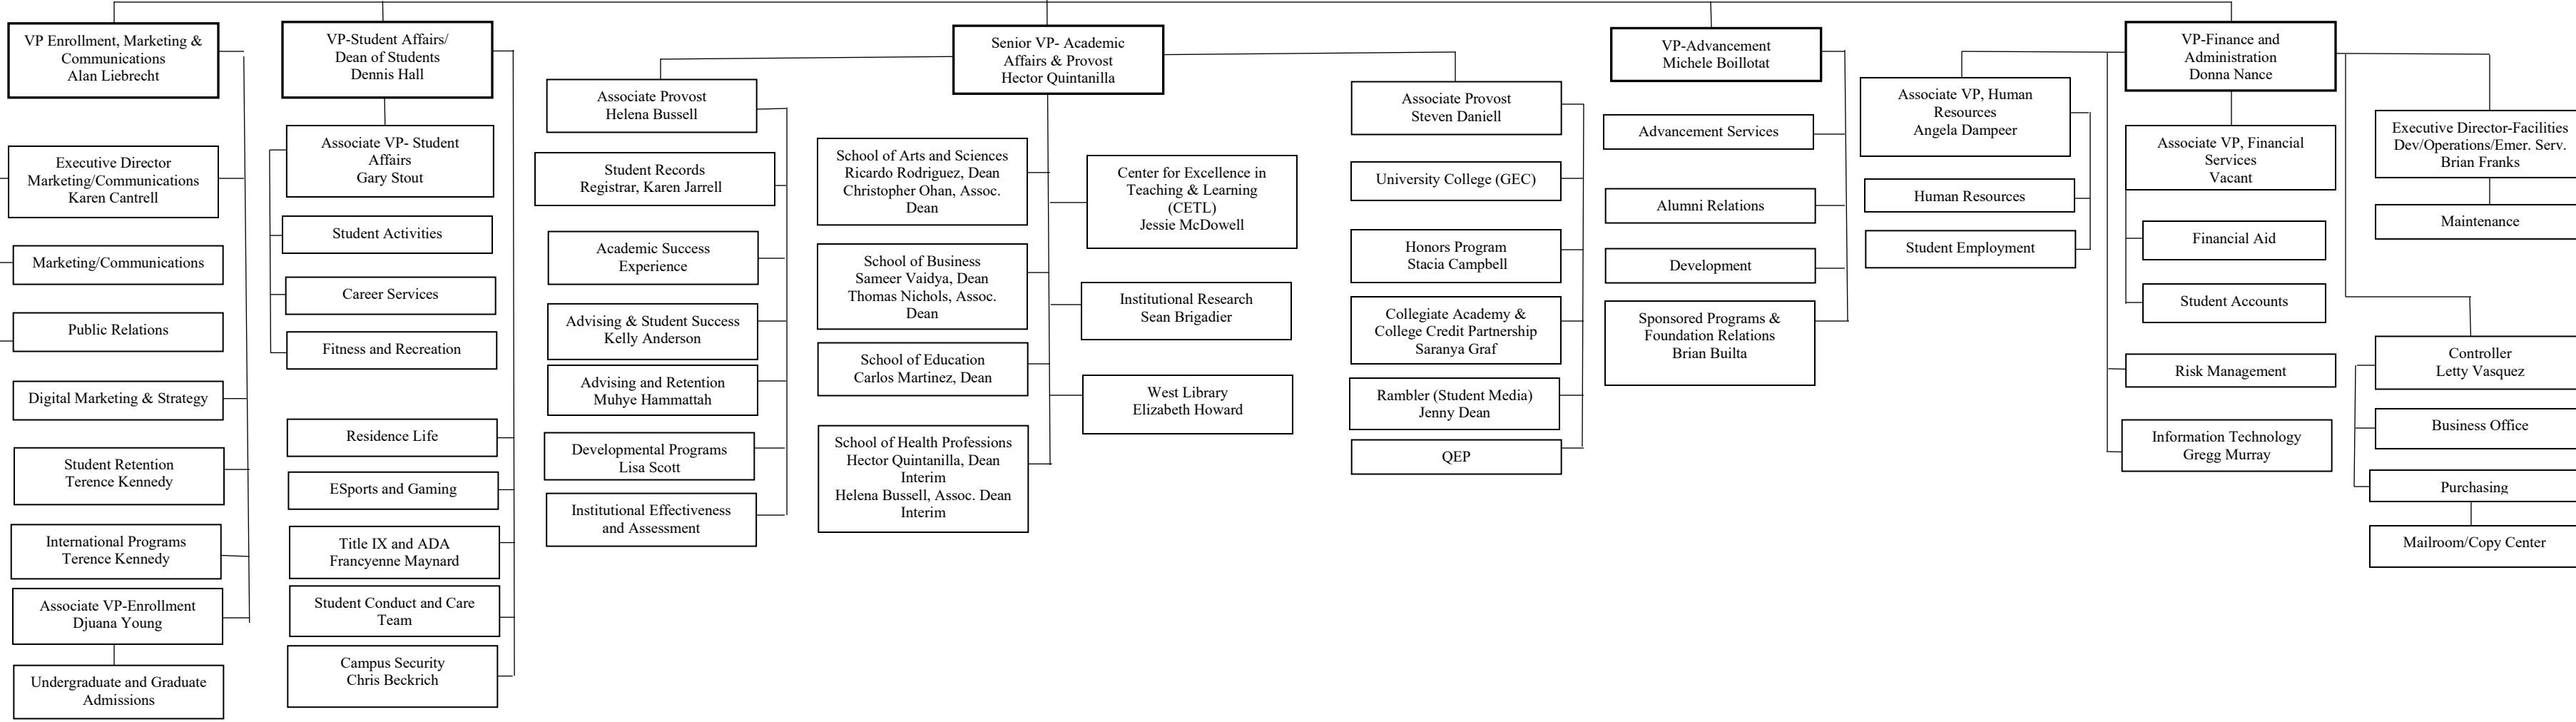 VP Enrollment, Marketing &
Communications
Alan Liebrecht
Executive Director
Marketing/Communications
Karen Cantrell
Marketing/Communications
Public Relations
Digital Marketing & Strategy
Student Retention
Terence Kennedy
International Programs
Terence Kennedy
Associate VP-Enrollment
Djuana Young
Undergraduate and Graduate
Admissions
VP-Student Affairs/
Dean of Students
Dennis Hall
Associate VP- Student
Affairs
Gary Stout
Student Activities
Career Services
Fitness and Recreation
Residence Life
ESports and Gaming
Title IX and ADA
Francyenne Maynard
Student Conduct and Care
Team
Campus Security
Chris Beckrich
Senior VP- Academic
Affairs & Provost
Hector Quintanilla
Associate Provost
Helena Bussell
Student Records
Registrar, Karen Jarrell
Academic Success
Experience
Advising & Student Success
Kelly Anderson
Advising and Retention
Muhye Hammattah
Developmental Programs
Lisa Scott
Institutional Effectiveness
and Assessment
School of Arts and Sciences
Ricardo Rodriguez, Dean
Christopher Ohan, Assoc.
Dean
School of Business
Sameer Vaidya, Dean
Thomas Nichols, Assoc.
Dean
School of Education
Carlos Martinez, Dean
School of Health Professions
Hector Quintanilla, Dean
Interim
Helena Bussell, Assoc. Dean
Interim
Center for Excellence in
Teaching & Learning
(CETL)
Jessie McDowell
Institutional Research
Sean Brigadier
West Library
Elizabeth Howard
Associate Provost
Steven Daniell
University College (GEC)
Honors Program
Stacia Campbell
Collegiate Academy &
College Credit Partnership
Saranya Graf
Rambler (Student Media)
Jenny Dean
QEP
VP-Advancement
Michele Boillotat
Advancement Services
Alumni Relations
Development
Sponsored Programs &
Foundation Relations
Brian Builta
VP-Finance and
Administration
Donna Nance
Associate VP, Human
Resources
Angela Dampeer
Human Resources
Student Employment
Associate VP, Financial
Services
Vacant
Financial Aid
Student Accounts
Risk Management
Information Technology
Gregg Murray
Executive Director-Facilities
Dev/Operations/Emer. Serv.
Brian Franks
Maintenance
Controller
Letty Vasquez
Business Office
Purchasing
Mailroom/Copy Center